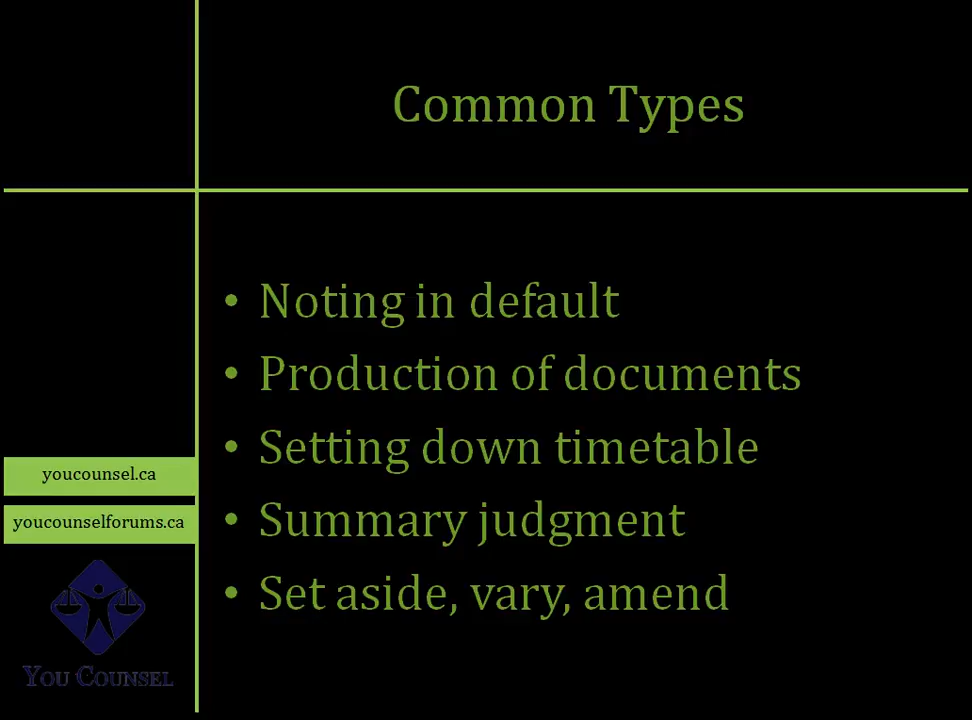 Common Types
• Noting in default
• Production of documents
• Setting down timetable
• Summary judgment
• Set aside, vary, amend
youcounsel.ca
youcounselforums.ca
YOU COUNSEL